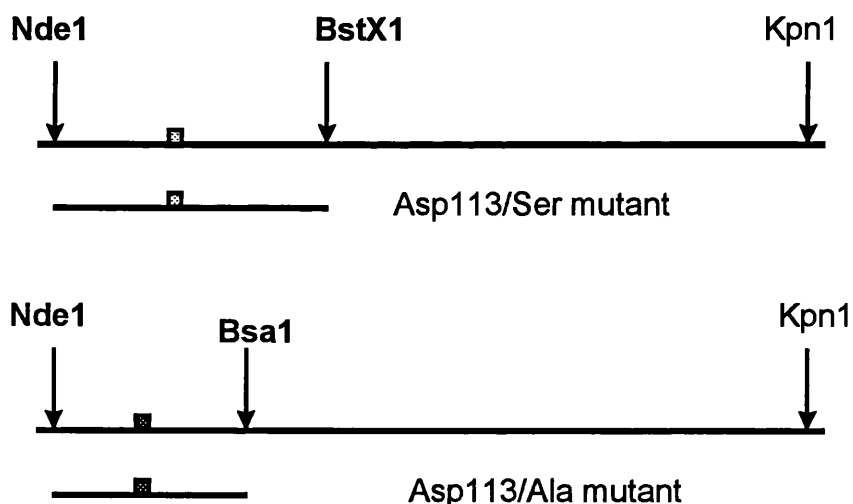 Nde1 BstX1 Kpn1
Asp113/Ser mutant
Nde1 Bsa1 Kpn1
Asp113/Ala mutant